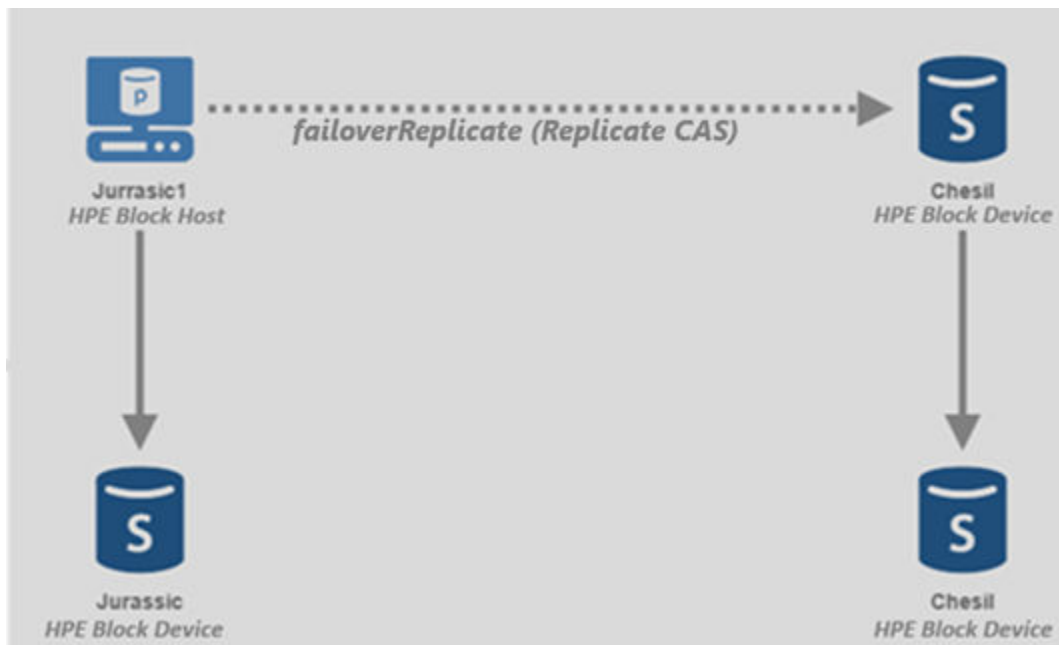 P
S
failoverReplicate (Replicate CAS)
Jurrasic1
HPE Block Host
Chesil
HPE Block Device
S
S
Jurassic
HPE Block Device
Chesil
HPE Block Device